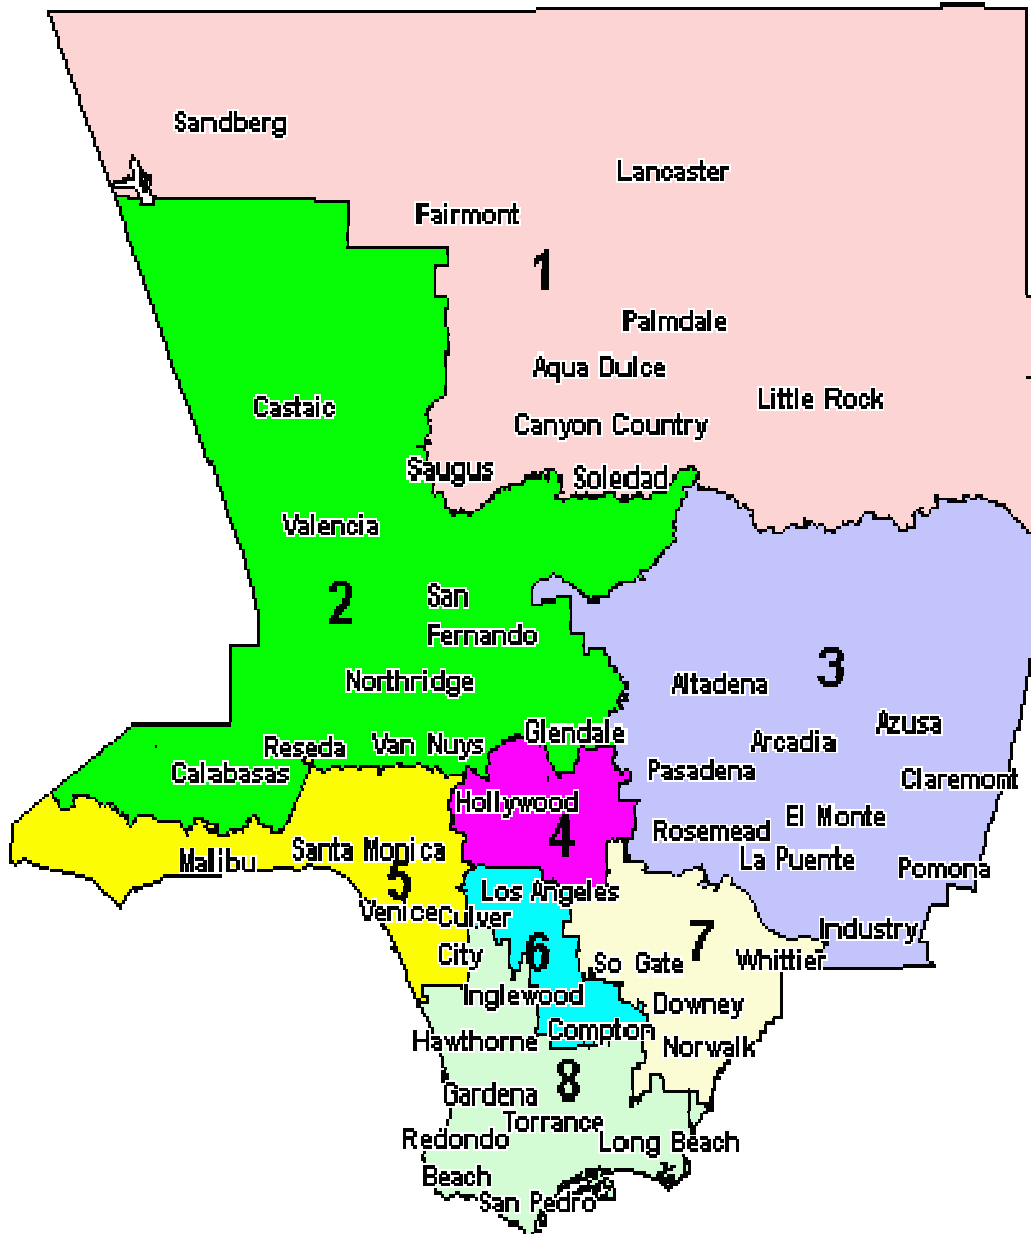 Sandberg
Lancaster
Fairmont
1
Palmdale
Aqua Dulce
Little Rock
Castaic
Canyon Country
Saugus
Soledad
Valencia
2
San
Fernando
3
Northridge
Altadena
Azusa
Glendale
Arcadia
Reseda
Van Nuys
Calabasas
Pasadena
Claremont
Hollywood
El Monte
4
Rosemead
Santa Monica
Malibu
La Puente
Pomona
5
Los Angeles
Venice
Culver
City
Industry
7
6
So Gate
Whittier
Inglewood
Downey
Compton
Hawthorne
Norwalk
8
Gardena
Torrance
Redondo
Beach
Long Beach
San Pedro